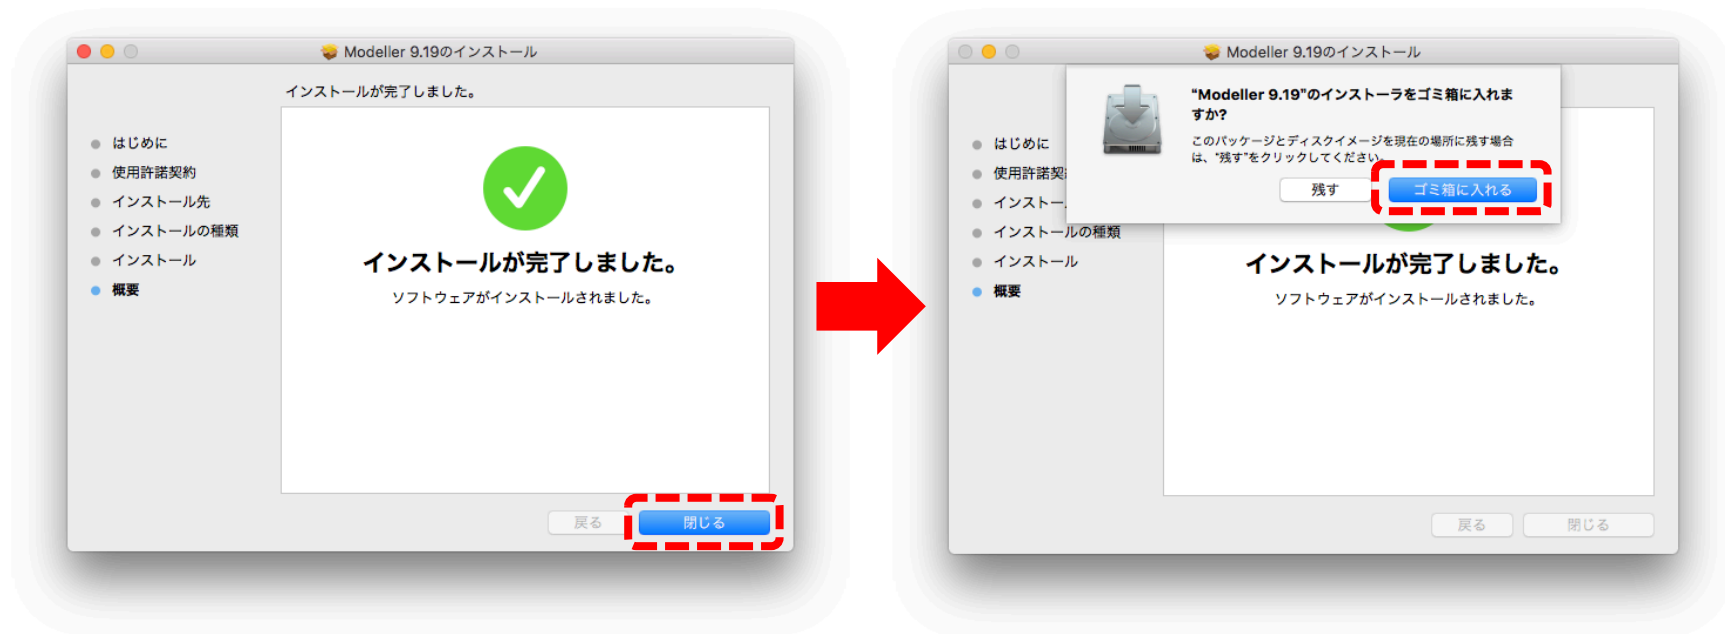 Modeller 9.19のインストール
インストールが完了しました。
はじめに
使用許諾契約
インストール先
インストールの種類
インストール
概要
インストールが完了しました。
ソフトウェアがインストールされました。
戻る
閉じる
Modeller 9.19のインストール
“Modeller 9.19”のインストーラをゴミ箱に入れま
すか?
このパッケージとディスクイメージを現在の場所に残す場合
は、“残す”をクリックしてください。
残す
ゴミ箱に入れる
はじめに
使用許諾契
インストー
インストールの種類
インストール
概要
インストールが完了しました。
ソフトウェアがインストールされました。
戻る
閉じる